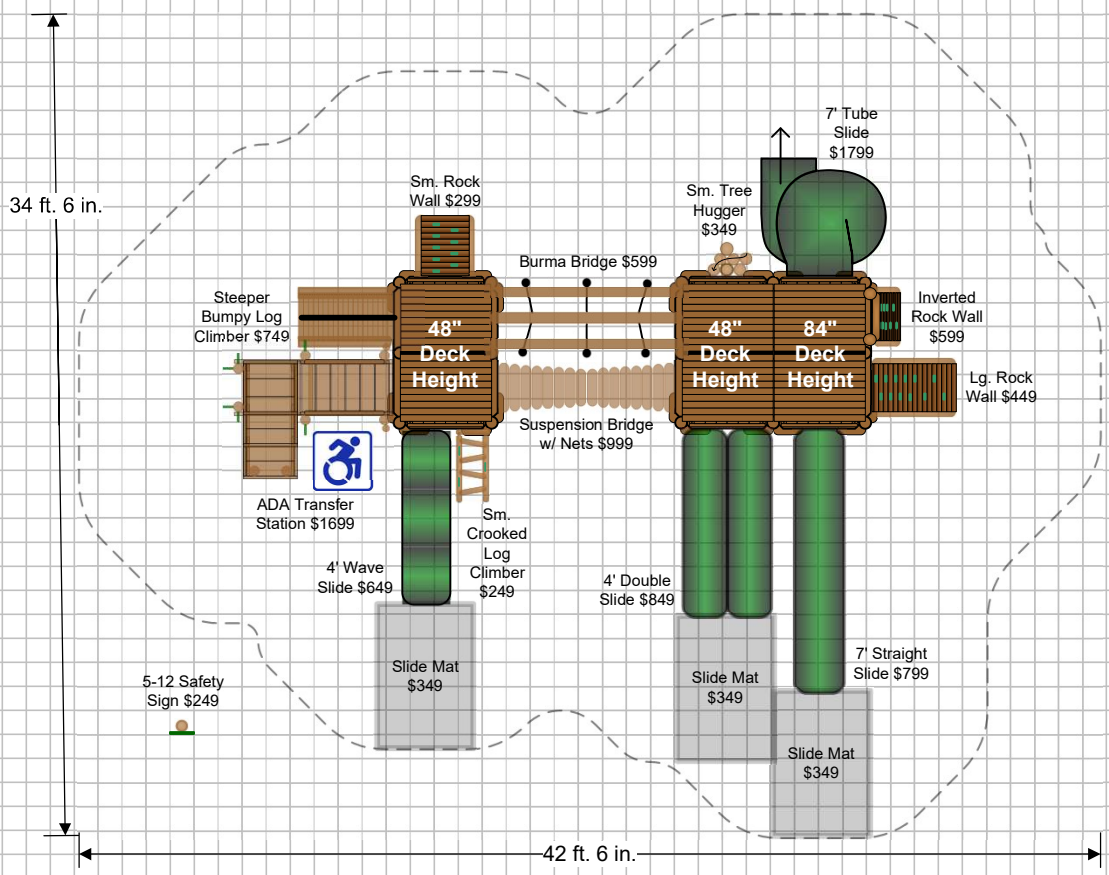 7' Tube
Slide
$1799
34 ft. 6 in.
Sm. Rock
Wall $299
Sm. Tree
Hugger
$349
Burma Bridge $599
Steeper
Bumpy Log
Climber $749
48"
Deck
Height
48"
Deck
Height
84"
Deck
Height
Inverted
Rock Wall
$599
Lg. Rock
Wall $449
Suspension Bridge
w/ Nets $999
ADA Transfer
Station $1699
Sm.
Crooked
Log
Climber
$249
4' Wave
Slide $649
4' Double
Slide $849
7' Straight
Slide $799
Slide Mat
$349
Slide Mat
$349
Slide Mat
$349
5-12 Safety
Sign $249
42 ft. 6 in.